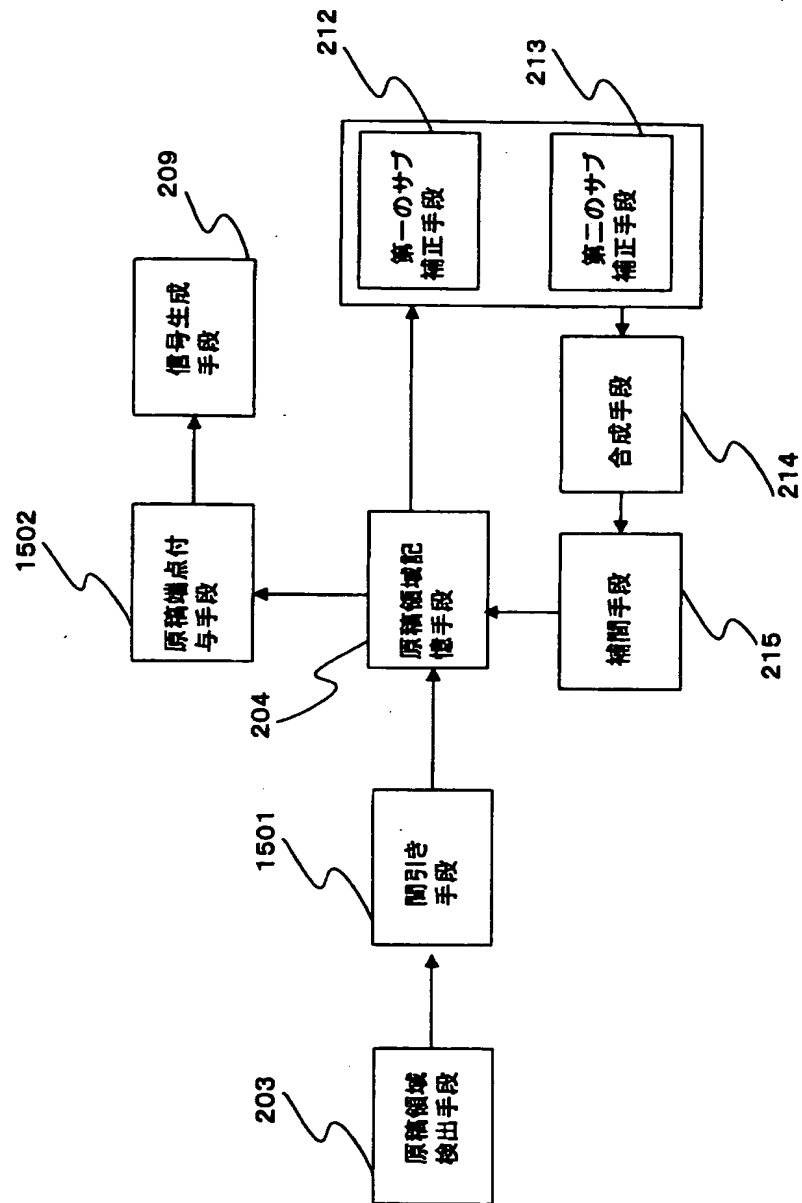 212
第一のサブ
補正手段
213
第二のサブ
補正手段
209
信号生成
手段
1502
原稿端点付
与手段
204
原稿領域記
憶手段
合成手段
214
補間手段
215
1501
間引き
手段
203
原稿領域
検出手段